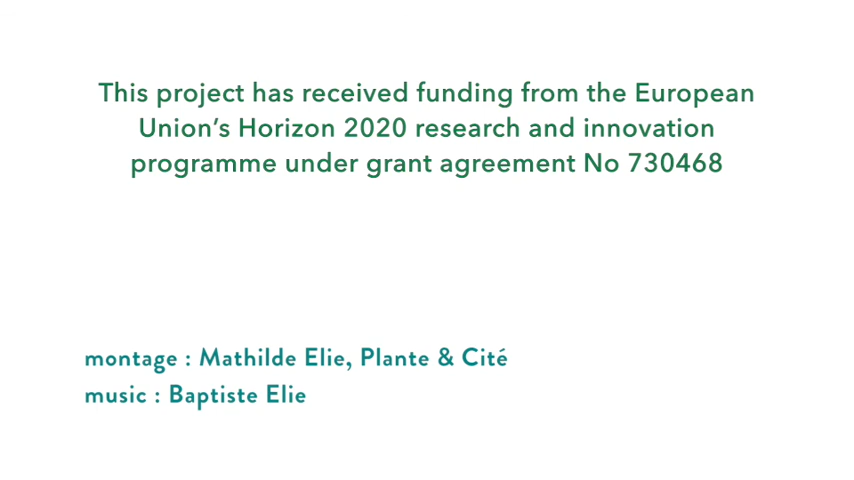 This project has received funding from the European
Union’s Horizon 2020 research and innovation
programme under grant agreement No 730468
montage : Mathilde Elie, Plante & Cité
music : Baptiste Elie